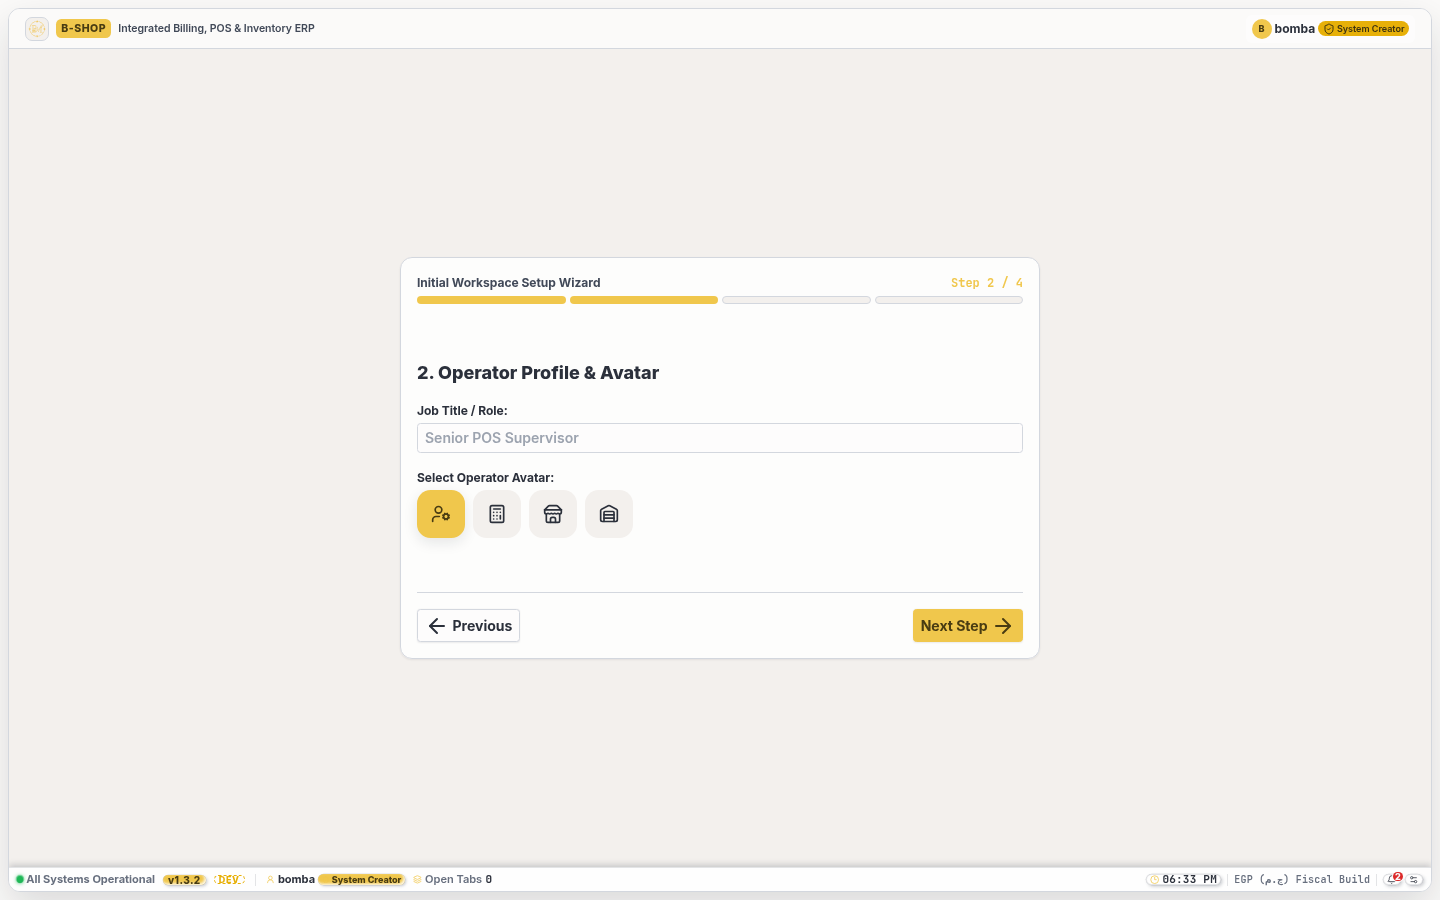 B-SHOP Integrated Billing, POS & Inventory ERP
B bomba System Creator
Initial Workspace Setup Wizard
Step 2 / 4
2. Operator Profile & Avatar
Job Title / Role:
Senior POS Supervisor
Select Operator Avatar:
Previous
Next Step
All Systems Operational v1.3.2 DEV bomba System Creator Open Tabs 0
06:33 PM EGP (ج.م) Fiscal Build 2